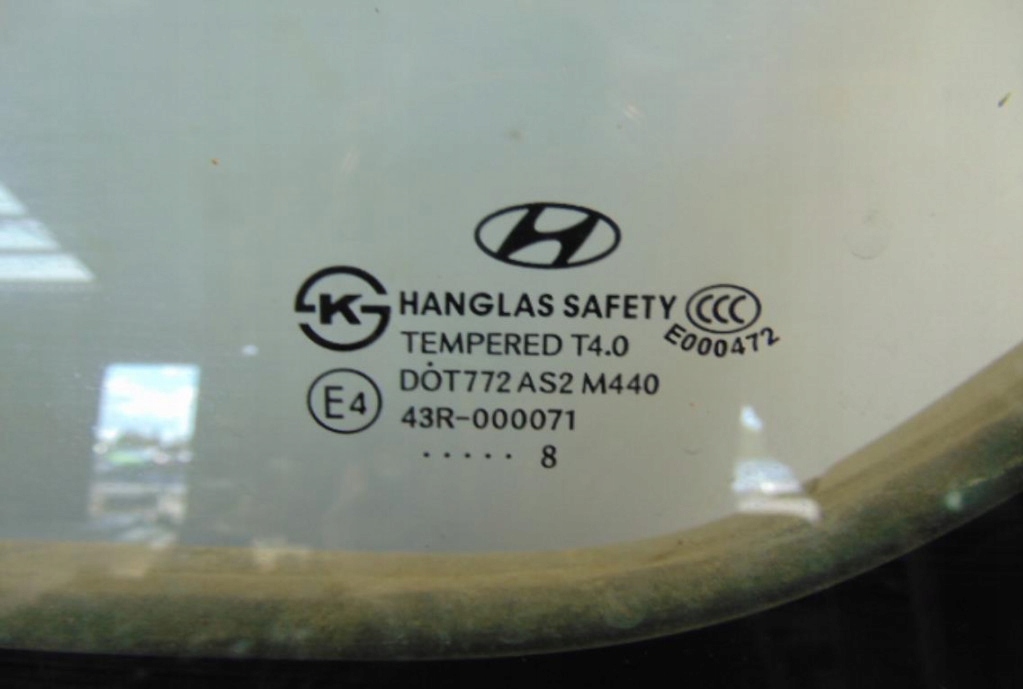 HANGLAS SAFETY CCC
K TEMPERED T4.0 E000472
DOT772 AS2 M440
E4 43R-000071
..... 8